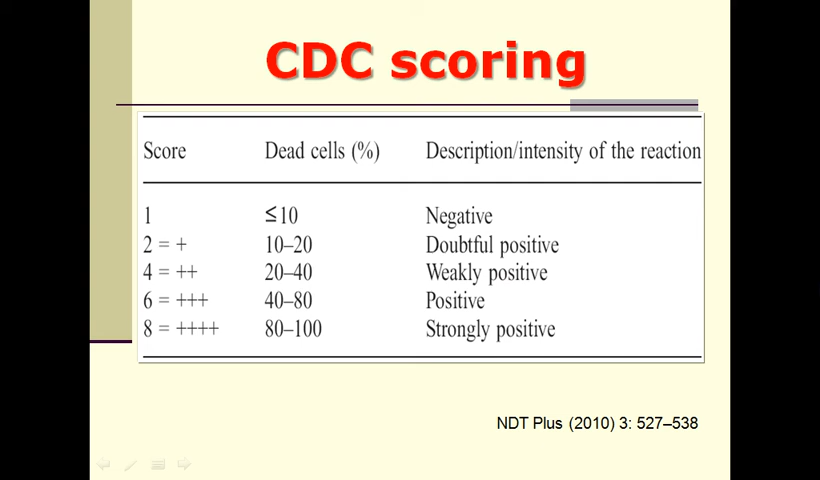 CDC scoring
Score Dead cells (%) Description/intensity of the reaction
1 ≤10 Negative
2 = + 10–20 Doubtful positive
4 = ++ 20–40 Weakly positive
6 = +++ 40–80 Positive
8 = ++++ 80–100 Strongly positive
NDT Plus (2010) 3: 527–538